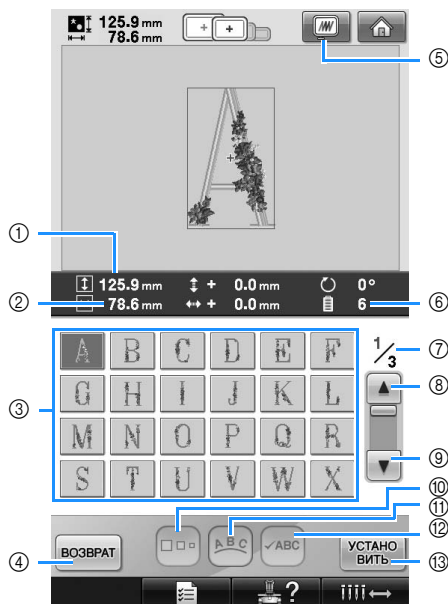 125.9 mm
78.6 mm
⑤
①
125.9 mm + 0.0 mm 0°
② 78.6 mm + 0.0 mm 6 ⑥
A B C D E F 1/3 ⑦
⑧
③ G H I J K L
M N O P Q R
⑨
S T U V W X
⑩
⑪
A B C ✓ABC ⑫
④ ВОЗВРАТ УСТАНО
ВИТЬ ⑬
?